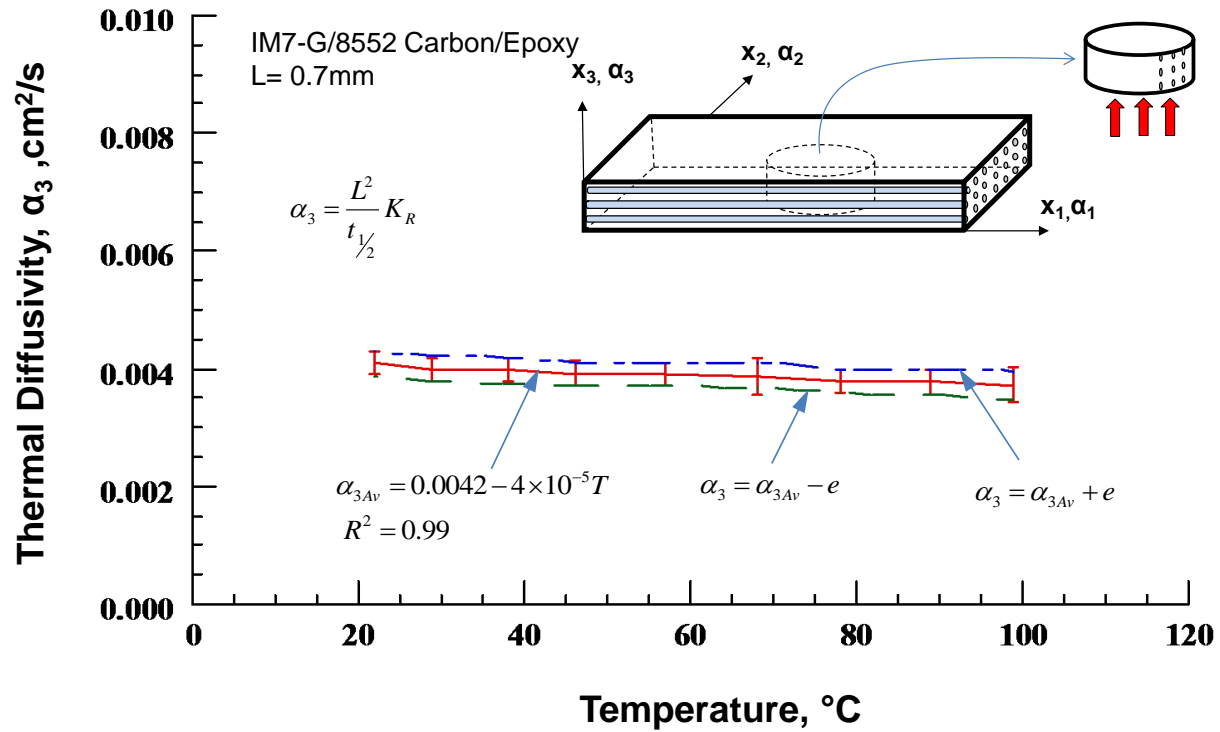 IM7-G/8552 Carbon/Epoxy
L= 0.7mm
x₃, α₃
x₂, α₂
x₁,α₁
α₃ = L²/t₁/₂ K_R
α₃Av = 0.0042 − 4×10⁻⁵T
R² = 0.99
α₃ = α₃Av − e
α₃ = α₃Av + e
Thermal Diffusivity, α₃ ,cm²/s
0.010
0.008
0.006
0.004
0.002
0.000
0
20
40
60
80
100
120
Temperature, °C